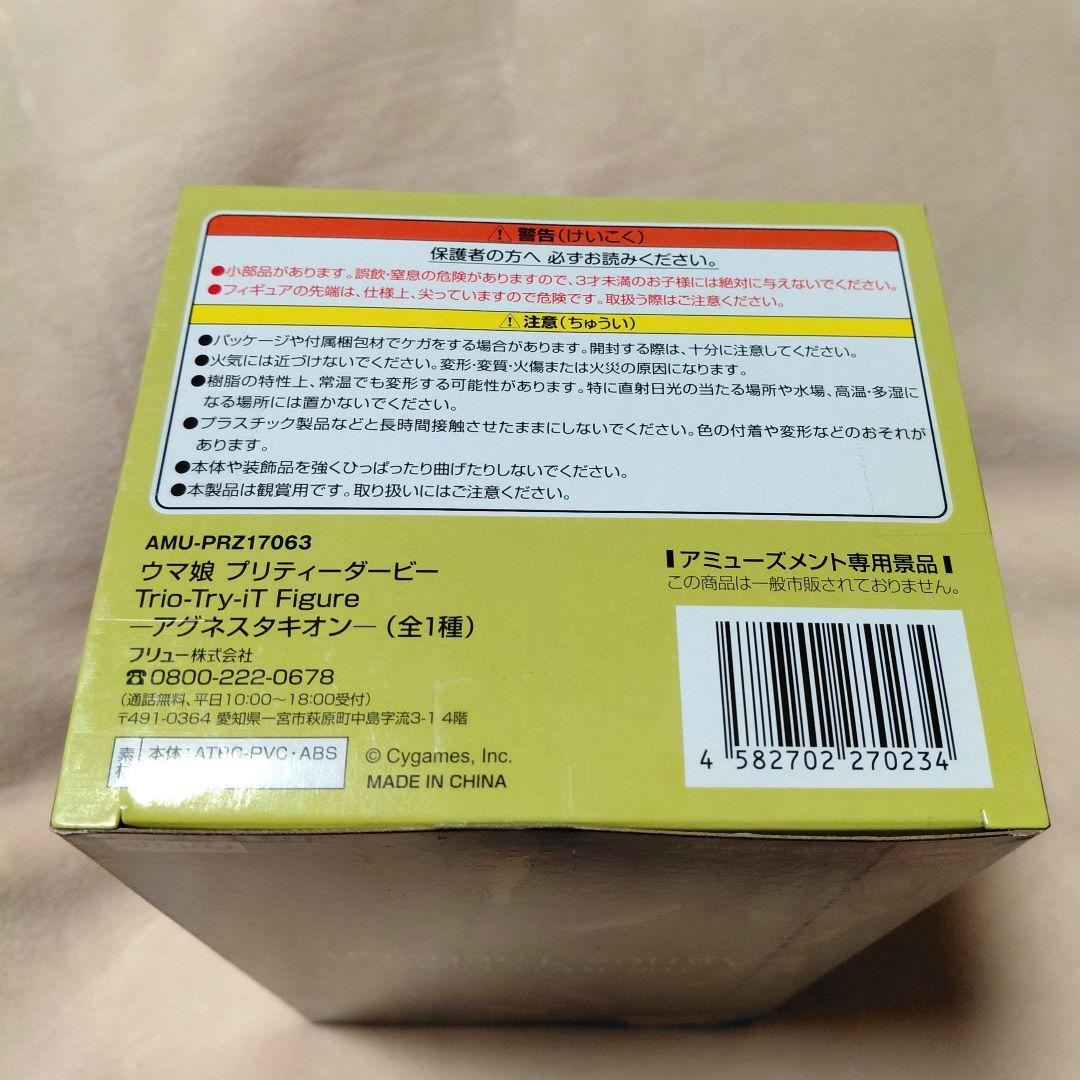 ⚠ 警告(けいこく)
保護者の方へ 必ずお読みください。
●小部品があります。誤飲・窒息の危険がありますので、3才未満のお子様には絶対に与えないでください。
●フィギュアの先端は、仕様上、尖っていますので危険です。取扱う際はご注意ください。
⚠ 注意(ちゅうい)
●パッケージや付属梱包材でケガをする場合があります。開封する際は、十分に注意してください。
●火気には近づけないでください。変形・変質・火傷または火災の原因になります。
●樹脂の特性上、常温でも変形する可能性があります。特に直射日光の当たる場所や水場、高温・多湿に
なる場所には置かないでください。
●プラスチック製品などと長時間接触させたままにしないでください。色の付着や変形などのおそれが
あります。
●本体や装飾品を強くひっぱったり曲げたりしないでください。
●本製品は観賞用です。取り扱いにはご注意ください。
AMU-PRZ17063
ウマ娘 プリティーダービー
Trio-Try-iT Figure
―アグネスタキオン―(全1種)
フリュー株式会社
☎0800-222-0678
(通話無料、平日10:00〜18:00受付)
〒491-0364 愛知県一宮市萩原町中島字流3-1 4階
素材 本体:ATBC-PVC・ABS
© Cygames, Inc.
MADE IN CHINA
アミューズメント専用景品
この商品は一般市販されておりません。
4 582702 270234